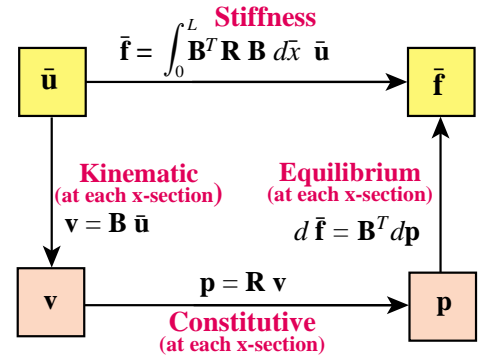 Stiffness
f̄ = ∫₀ᴸ Bᵀ R B dx̄ ū
ū
f̄
Kinematic
(at each x-section)
v = B ū
Equilibrium
(at each x-section)
d f̄ = Bᵀ dp
v
p = R v
p
Constitutive
(at each x-section)